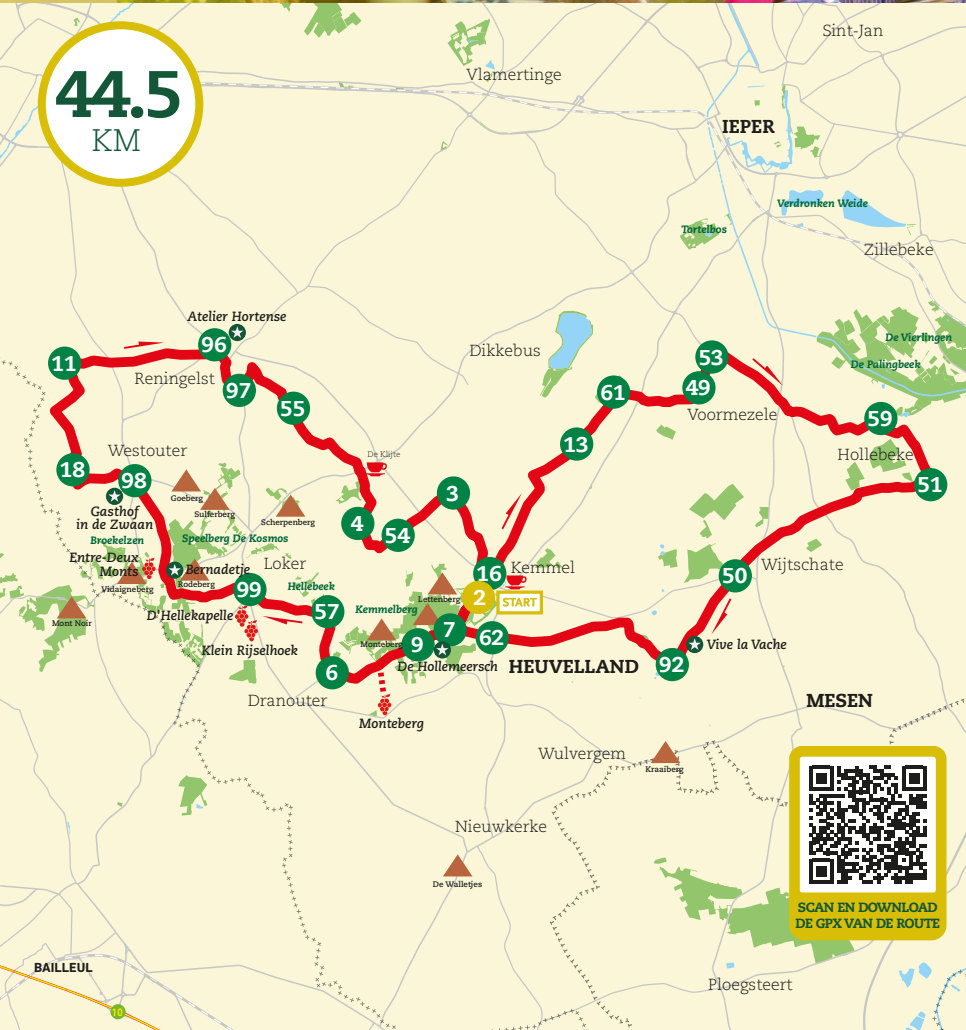 44.5
KM
Sint-Jan
Vlamertinge
IEPER
Verdronken Weide
Tortelbos
Zillebeke
Atelier Hortense
96
11
Reningelst
97
55
Dikkebus
De Vierlingen
De Palingbeek
53
61
49
Voormezele
59
13
Hollebeke
51
Westouter
De Klijte
18
98
Goeberg
Sulferberg
Scherpenberg
3
4
54
Gasthof
in de Zwaan
Broekelzen
Speelberg De Kosmos
Entre-Deux
Monts
Bernadetje
Vidaigneberg
Rodeberg
Loker
Hellebeek
99
57
Mont Noir
D'Hellekapelle
Klein Rijselhoek
16
Kemmel
Lettenberg
2
START
Kemmelberg
Monteberg
9
7
62
De Hollemeersch
6
Dranouter
Monteberg
HEUVELLAND
50
Wijtschate
Vive la Vache
92
MESEN
Wulvergem
Kraaiberg
Nieuwkerke
De Walletjes
SCAN EN DOWNLOAD
DE GPX VAN DE ROUTE
BAILLEUL
10
Ploegsteert